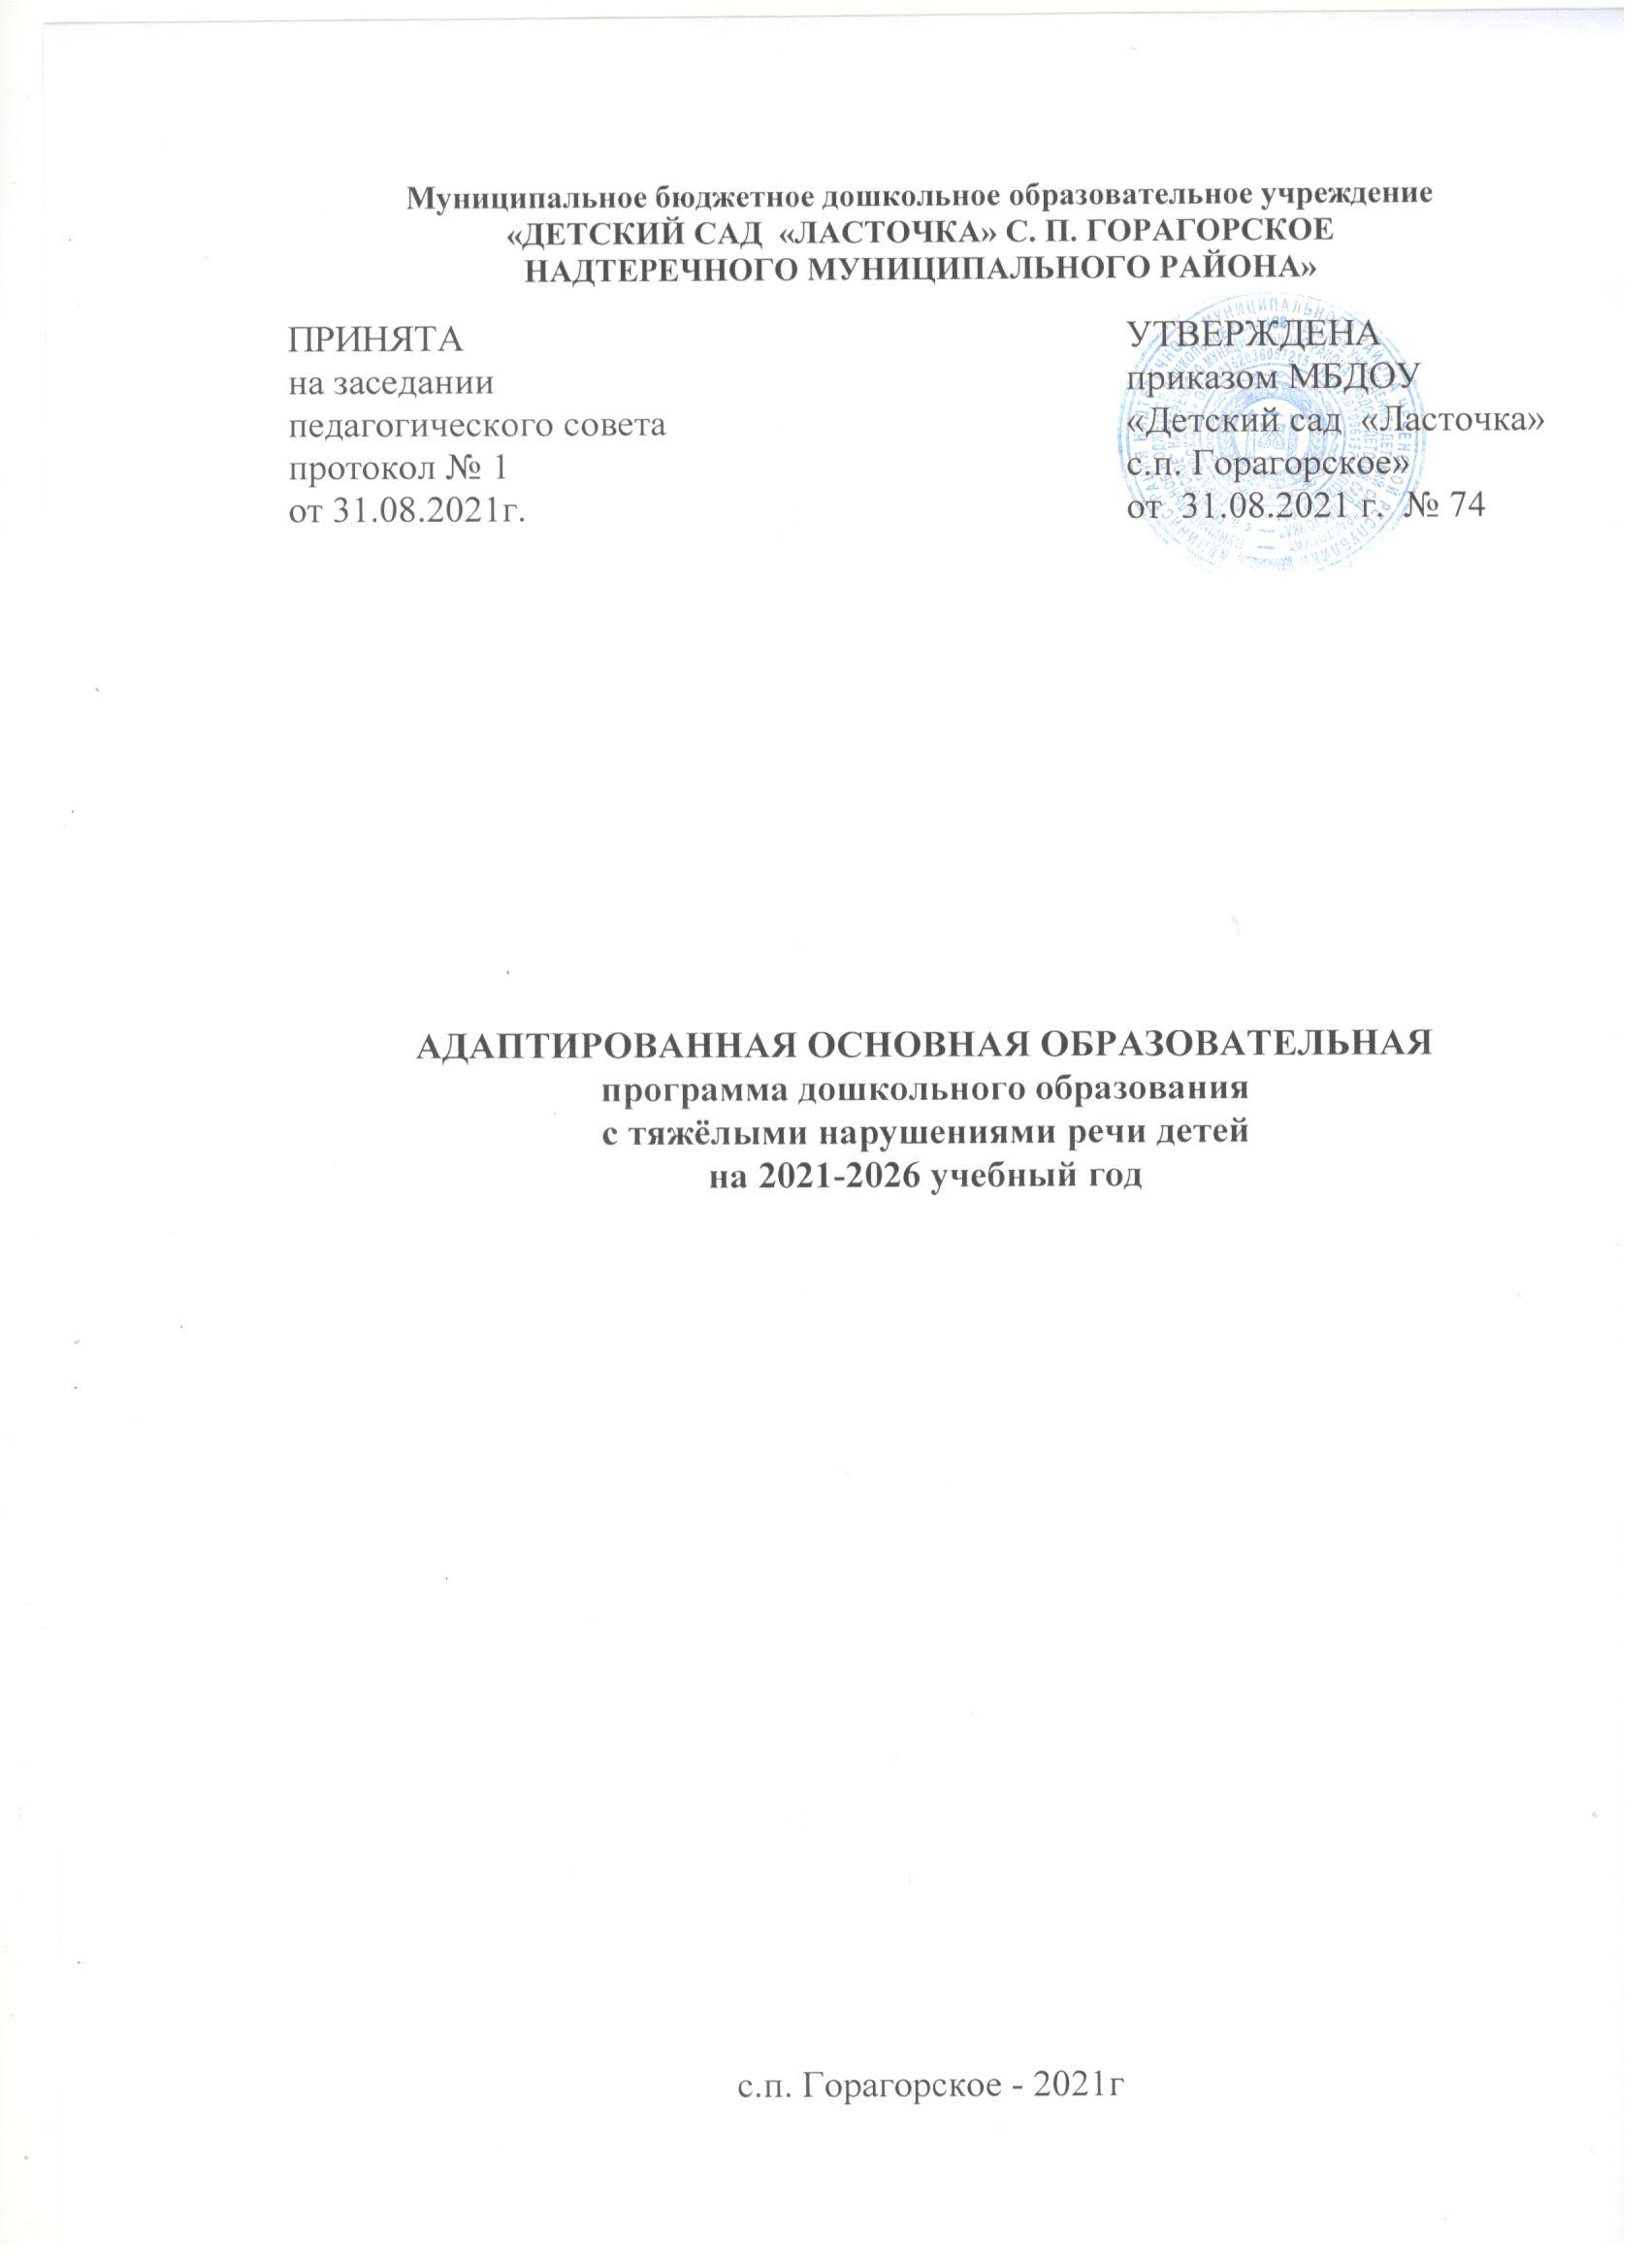 Муниципальное бюджетное дошкольное образовательное учреждение
«ДЕТСКИЙ САД «ЛАСТОЧКА» С. П. ГОРАГОРСКОЕ
НАДТЕРЕЧНОГО МУНИЦИПАЛЬНОГО РАЙОНА»
ПРИНЯТА
на заседании
педагогического совета
протокол № 1
от 31.08.2021г.
УТВЕРЖДЕНА
приказом МБДОУ
«Детский сад «Ласточка»
с.п. Горагорское»
от 31.08.2021 г. № 74
АДАПТИРОВАННАЯ ОСНОВНАЯ ОБРАЗОВАТЕЛЬНАЯ
программа дошкольного образования
с тяжёлыми нарушениями речи детей
на 2021-2026 учебный год
с.п. Горагорское - 2021г